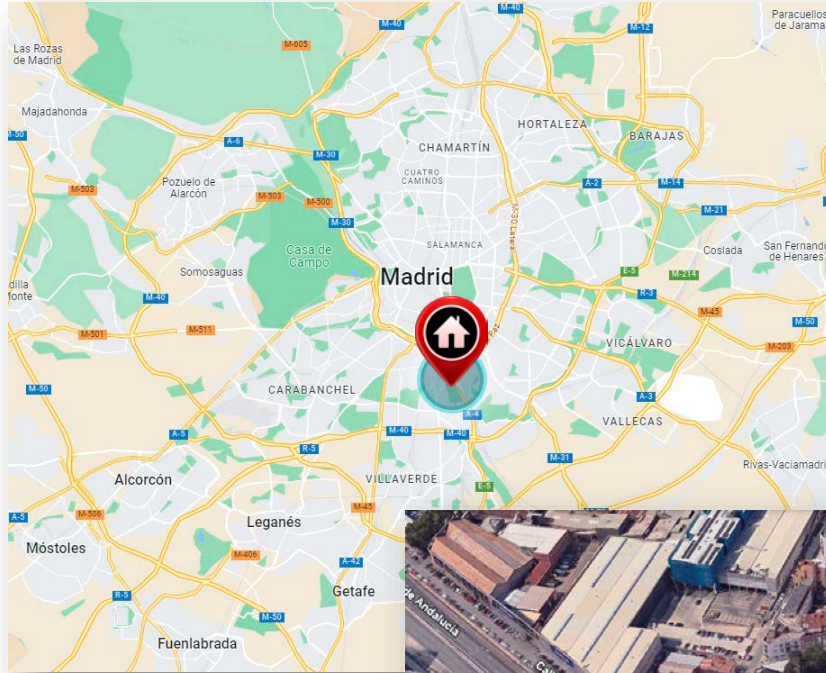 M-40
Paracuellos
de Jarama
M-12
M-605
Las Rozas
de Madrid
Majadahonda
M-50
HORTALEZA
BARAJAS
A-6
CHAMARTÍN
M-30
CUATRO
CAMINOS
Pozuelo de
Alarcón
M-503
M-503
M-500
A-2
M-14
M-30
M-21
M-30 Lateral
SALAMANCA
Casa de
Campo
Coslada
San Fernando
de Henares
Somosaguas
Madrid
E-5
M-214
M-40
R-3
M-45
M-50
M-501
M-511
M-203
VICÁLVARO
M-50
CARABANCHEL
A-3
A-4
VALLECAS
M-40
M-40
A-5
R-5
M-31
Rivas-Vaciamadri
Alcorcón
VILLAVERDE
E-5
M-45
M-506
A-5
Leganés
Móstoles
M-406
A-42
R-5
Getafe
M-50
Fuenlabrada
de Andalucia